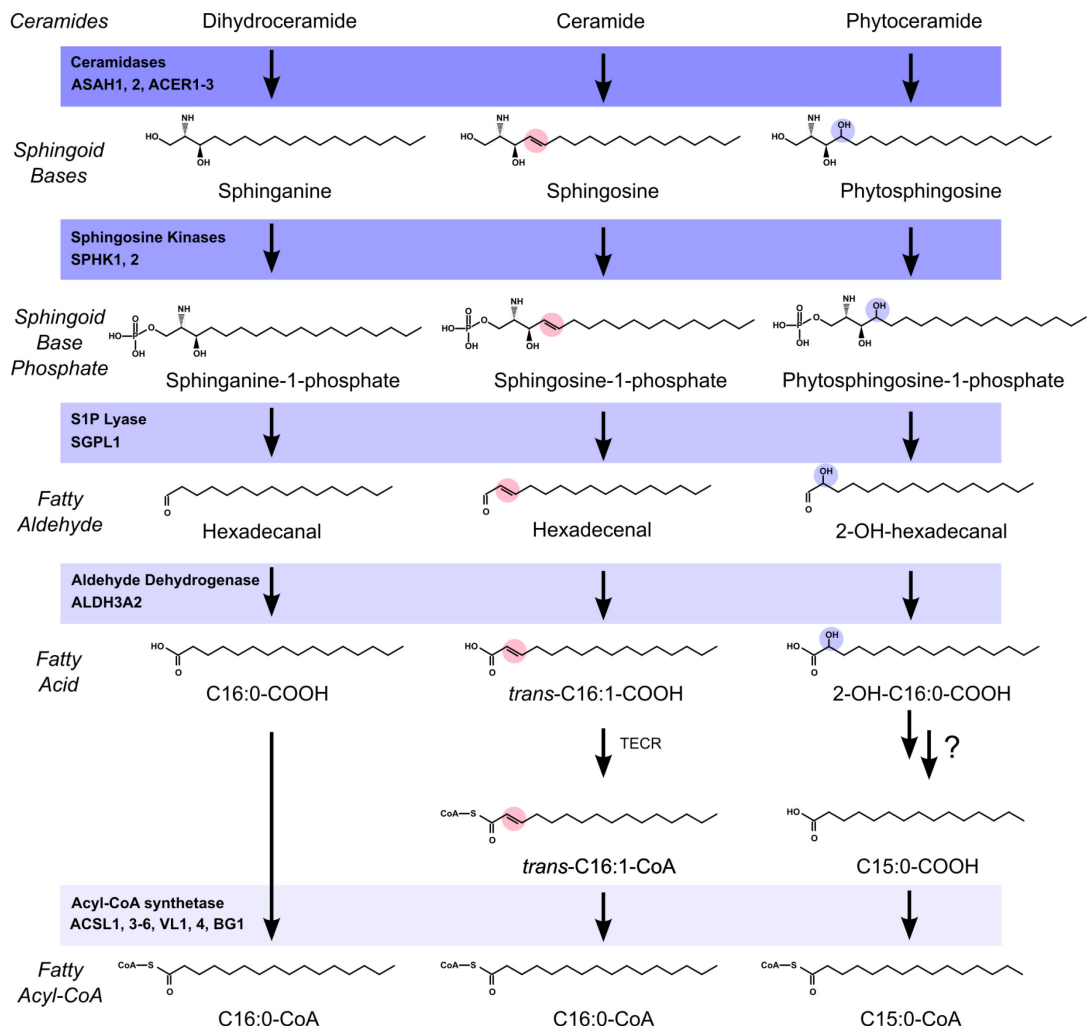 Ceramides
Dihydroceramide
Ceramide
Phytoceramide
Ceramidases
ASAH1, 2, ACER1-3
Sphingoid
Bases
NH
HO
OH
Sphinganine
NH
HO
OH
Sphingosine
NH
OH
HO
OH
Phytosphingosine
Sphingosine Kinases
SPHK1, 2
Sphingoid
Base
Phosphate
O
NH
HO
P
O
OH
OH
Sphinganine-1-phosphate
O
NH
HO
P
O
OH
OH
Sphingosine-1-phosphate
O
NH
OH
HO
P
O
OH
OH
Phytosphingosine-1-phosphate
S1P Lyase
SGPL1
Fatty
Aldehyde
O
Hexadecanal
O
Hexadecenal
OH
O
2-OH-hexadecanal
Aldehyde Dehydrogenase
ALDH3A2
Fatty
Acid
HO
O
C16:0-COOH
HO
O
trans-C16:1-COOH
OH
HO
O
2-OH-C16:0-COOH
TECR
?
CoA—S
O
trans-C16:1-CoA
HO
O
C15:0-COOH
Acyl-CoA synthetase
ACSL1, 3-6, VL1, 4, BG1
Fatty
Acyl-CoA
CoA—S
O
C16:0-CoA
CoA—S
O
C16:0-CoA
CoA—S
O
C15:0-CoA